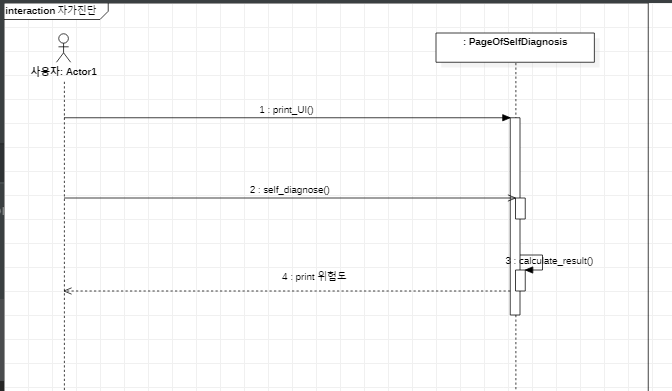 interaction 자가진단
: PageOfSelfDiagnosis
사용자: Actor1
1 : print_UI()
2 : self_diagnose()
3 : calculate_result()
4 : print 위험도